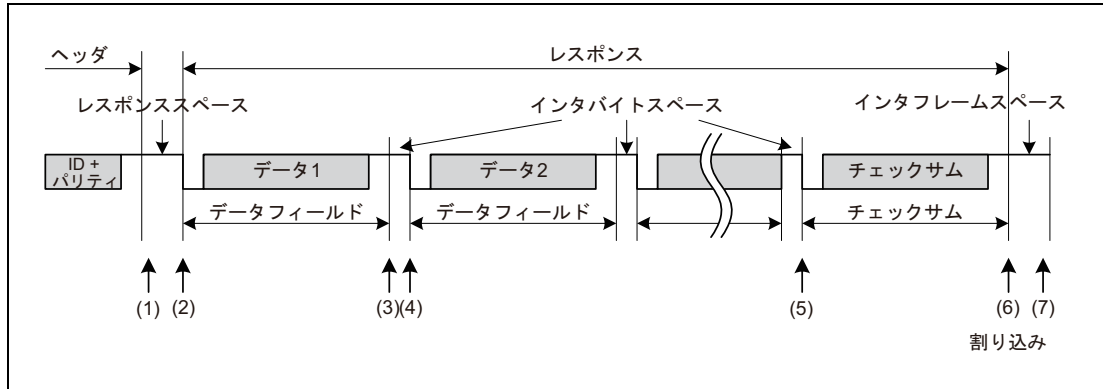 ヘッダ
レスポンス
レスポンススペース
インタバイトスペース
インタフレームスペース
ID +
パリティ
データ1
データ2
チェックサム
データフィールド
データフィールド
チェックサム
(1)
(2)
(3)(4)
(5)
(6)
(7)
割り込み